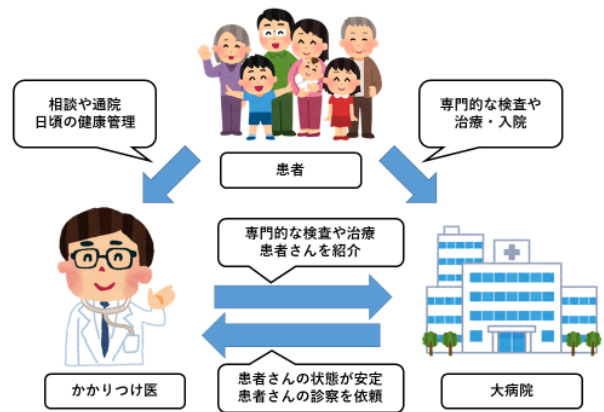 相談や通院
日頃の健康管理
専門的な検査や
治療・入院
患者
専門的な検査や治療
患者さんを紹介
かかりつけ医
患者さんの状態が安定
患者さんの診察を依頼
大病院